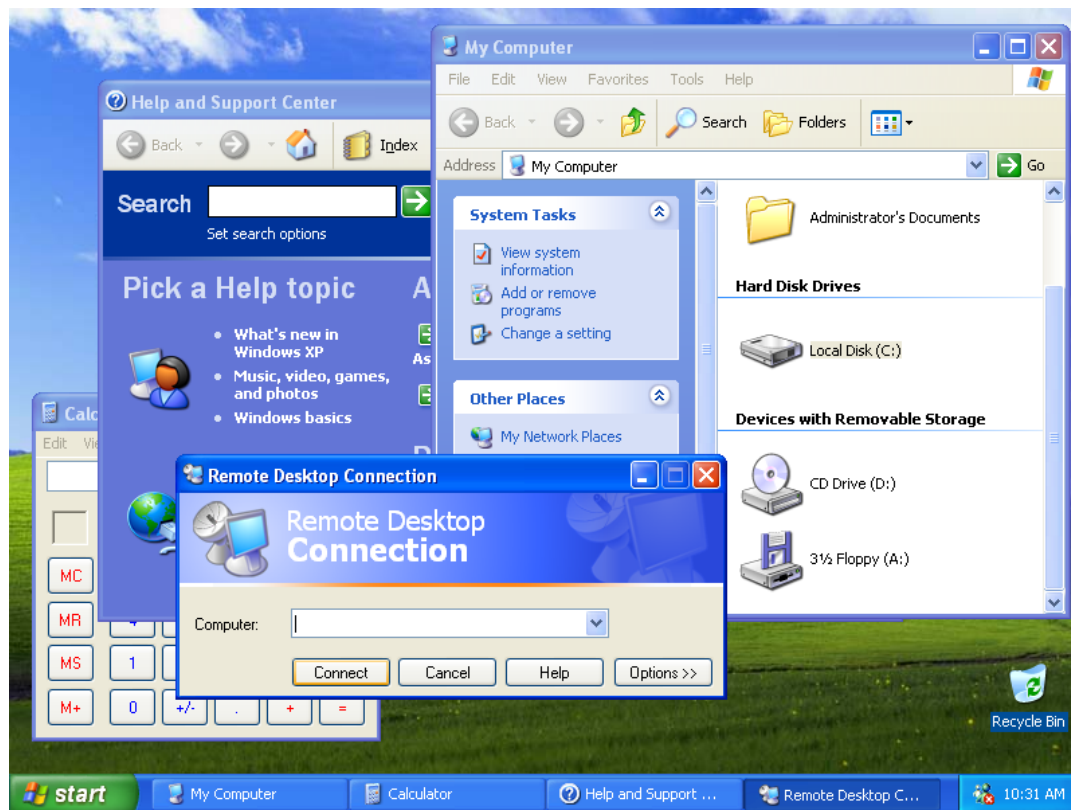 My Computer
File Edit View Favorites Tools Help
Back Search Folders
Address My Computer Go
System Tasks
View system
information
Add or remove
programs
Change a setting
Other Places
My Network Places
Administrator's Documents
Hard Disk Drives
Local Disk (C:)
Devices with Removable Storage
CD Drive (D:)
3½ Floppy (A:)
Help and Support Center
Back Index
Search
Set search options
Pick a Help topic
What's new in
Windows XP
Music, video, games,
and photos
Windows basics
A
As
Calc
Edit
MC
MR
MS 1
M+ 0 +/- . + =
Remote Desktop Connection
Remote Desktop
Connection
Computer:
Connect Cancel Help Options >>
Recycle Bin
start My Computer Calculator Help and Support ... Remote Desktop C... 10:31 AM